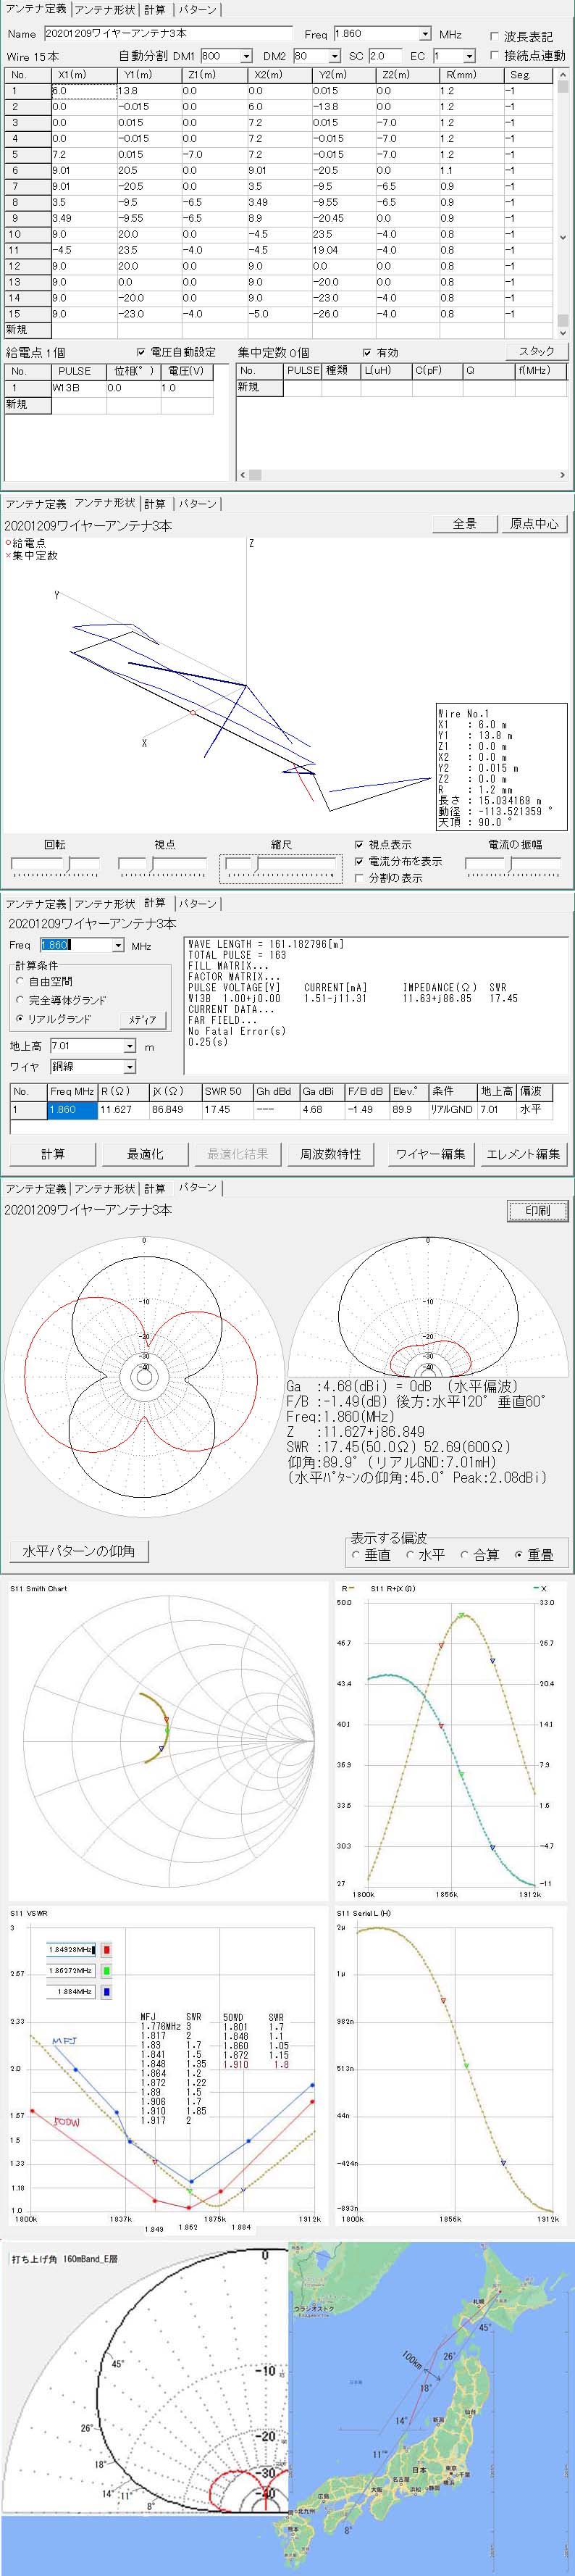 アンテナ定義 アンテナ形状 計算 パターン
Name 20201209ワイヤーアンテナ3本 Freq 1.860 MHz 波長表記
Wire 15本 自動分割 DM1 800 DM2 80 SC 2.0 EC 1 接続点連動
No. X1(m) Y1(m) Z1(m) X2(m) Y2(m) Z2(m) R(mm) Seg.
1 6.0 13.8 0.0 0.0 0.015 0.0 1.2 -1
2 0.0 -0.015 0.0 6.0 -13.8 0.0 1.2 -1
3 0.0 0.015 0.0 7.2 0.015 -7.0 1.2 -1
4 0.0 -0.015 0.0 7.2 -0.015 -7.0 1.2 -1
5 7.2 0.015 -7.0 7.2 -0.015 -7.0 1.2 -1
6 9.01 20.5 0.0 9.01 -20.5 0.0 1.1 -1
7 9.01 -20.5 0.0 3.5 -9.5 -6.5 0.9 -1
8 3.5 -9.5 -6.5 3.49 -9.55 -6.5 0.9 -1
9 3.49 -9.55 -6.5 8.9 -20.45 0.0 0.9 -1
10 9.0 20.0 0.0 -4.5 23.5 -4.0 0.8 -1
11 -4.5 23.5 -4.0 -4.5 19.04 -4.0 0.8 -1
12 9.0 20.0 0.0 9.0 0.0 0.0 0.8 -1
13 9.0 0.0 0.0 9.0 -20.0 0.0 0.8 -1
14 9.0 -20.0 0.0 9.0 -23.0 -4.0 0.8 -1
15 9.0 -23.0 -4.0 -5.0 -26.0 -4.0 0.8 -1
新規
給電点 1個 電圧自動設定 集中定数 0個 有効 スタック
No. PULSE 位相(°) 電圧(V) No. PULSE 種類 L(uH) C(pF) Q f(MHz)
1 W13B 0.0 1.0 新規
新規
アンテナ定義 アンテナ形状 計算 パターン
20201209ワイヤーアンテナ3本 全景 原点中心
給電点
集中定数
Z
Y
X
Wire No.1
X1 : 6.0 m
Y1 : 13.8 m
Z1 : 0.0 m
X2 : 0.0 m
Y2 : 0.015 m
Z2 : 0.0 m
R : 1.2 mm
長さ : 15.034169 m
動径 : -113.521359 °
天頂 : 90.0 °
回転 視点 縮尺 視点表示 電流の振幅
電流分布を表示
分割の表示
アンテナ定義 アンテナ形状 計算 パターン
20201209ワイヤーアンテナ3本
Freq 1.860 MHz
計算条件
自由空間
完全導体グランド
リアルグランド メディア
地上高 7.01 m
ワイヤ 銅線
WAVE LENGTH = 161.182796[m]
TOTAL PULSE = 163
FILL MATRIX...
FACTOR MATRIX...
PULSE VOLTAGE[V] CURRENT[mA] IMPEDANCE(Ω) SWR
W13B 1.00+j0.00 1.51-j11.31 11.63+j86.85 17.45
CURRENT DATA...
FAR FIELD...
No Fatal Error(s)
0.25(s)
No. Freq MHz R (Ω) jX (Ω) SWR 50 Gh dBd Ga dBi F/B dB Elev.° 条件 地上高 偏波
1 1.860 11.627 86.849 17.45 --- 4.68 -1.49 89.9 リアルGND 7.01 水平
計算 最適化 最適化結果 周波数特性 ワイヤー編集 エレメント編集
アンテナ定義 アンテナ形状 計算 パターン
20201209ワイヤーアンテナ3本 印刷
0
-10
-20
-30
-40
0
-10
-20
-30
-40
Ga :4.68(dBi) = 0dB (水平偏波)
F/B :-1.49(dB) 後方:水平120° 垂直60°
Freq:1.860(MHz)
Z :11.627+j86.849
SWR :17.45(50.0Ω) 52.69(600Ω)
仰角:89.9° (リアルGND:7.01mH)
(水平パターンの仰角:45.0° Peak:2.08dBi)
水平パターンの仰角
表示する偏波
垂直 水平 合算 重畳
S11 Smith Chart
R S11 R+jX (Ω) X
50.0 33.0
46.7 26.7
43.4 20.4
40.1 14.1
36.9 7.9
33.6 1.6
30.3 -4.7
27 -11
1800k 1856k 1912k
S11 VSWR
3
2.67
2.33
2.0
1.67
1.5
1.33
1.18
1.0
1.84928MHz
1.86272MHz
1.884MHz
MFJ
50DW
MFJ SWR 50WD SWR
1.776MHz 3 1.801 1.7
1.817 2 1.848 1.1
1.83 1.7 1.860 1.05
1.841 1.5 1.872 1.15
1.848 1.35 1.910 1.8
1.864 1.2
1.872 1.22
1.89 1.5
1.906 1.7
1.910 1.85
1.917 2
1800k 1837k 1875k 1912k
1.849 1.862 1.884
S11 Serial L (H)
2µ
1µ
982n
513n
44n
-424n
-893n
1800k 1856k 1912k
打ち上げ角 160mBand_E層
0
-10
-20
-30
-40
45°
26°
18°
14°
11°
8°
ウラジオストク
札幌
45°
26°
100km
18°
14°
11°
8°
仙台
新潟
日本
東京
千葉
横浜
名古屋
静岡
浜松
大阪
広島
北九州
熊本